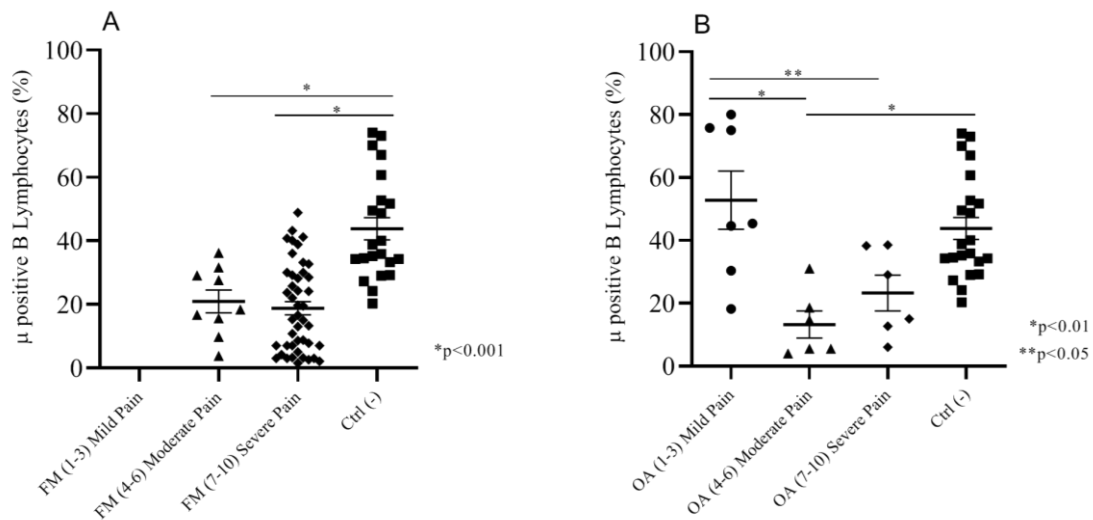 A
μ positive B Lymphocytes (%)
100
80
60
40
20
0
*
*
*p<0.001
FM (1-3) Mild Pain
FM (4-6) Moderate Pain
FM (7-10) Severe Pain
Ctrl (-)
B
μ positive B Lymphocytes (%)
100
80
60
40
20
0
**
*
*
*p<0.01
**p<0.05
OA (1-3) Mild Pain
OA (4-6) Moderate Pain
OA (7-10) Severe Pain
Ctrl (-)